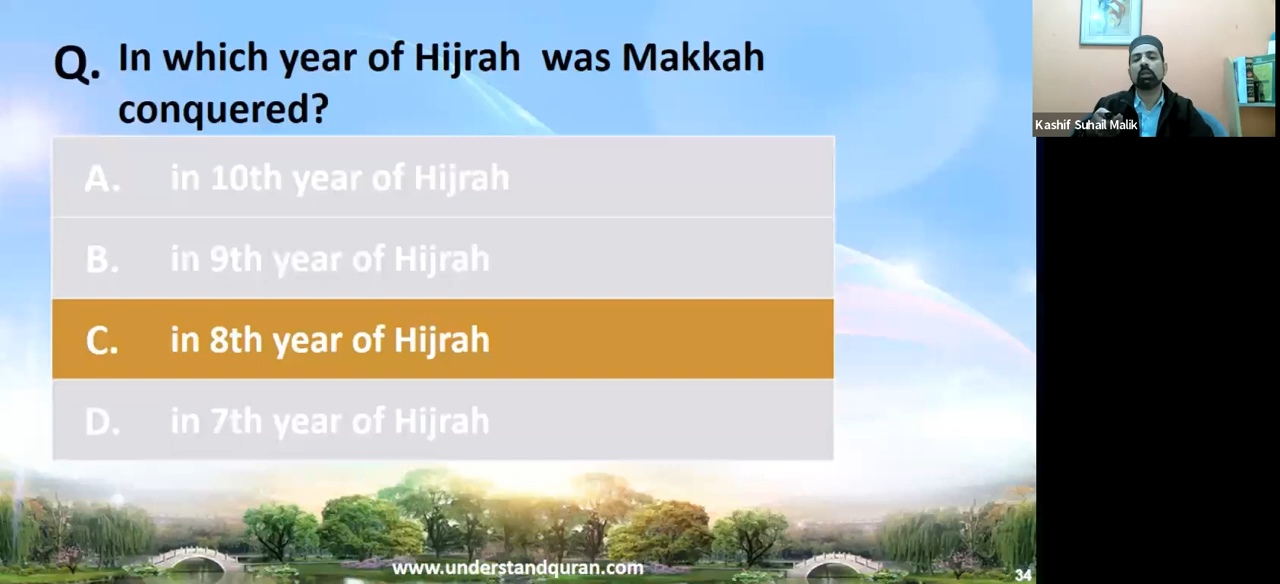 Q. In which year of Hijrah was Makkah
conquered?
A. in 10th year of Hijrah
B. in 9th year of Hijrah
C. in 8th year of Hijrah
D. in 7th year of Hijrah
www.understandquran.com
34
Kashif Suhail Malik